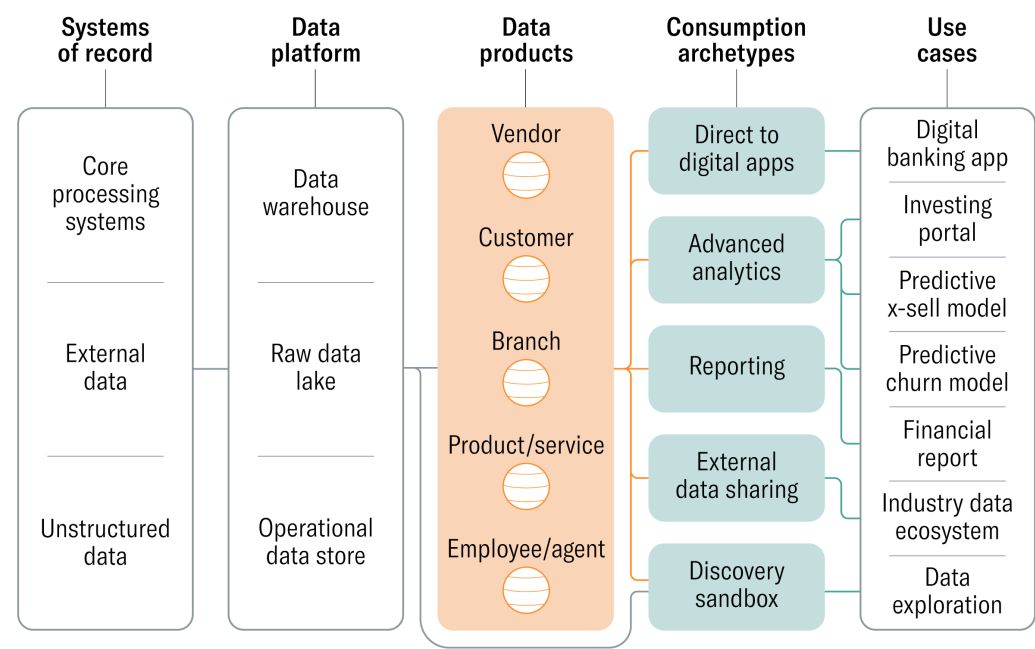 Systems
of record
Data
platform
Data
products
Consumption
archetypes
Use
cases
Core
processing
systems
External
data
Unstructured
data
Data
warehouse
Raw data
lake
Operational
data store
Vendor
Customer
Branch
Product/service
Employee/agent
Direct to
digital apps
Advanced
analytics
Reporting
External
data sharing
Discovery
sandbox
Digital
banking app
Investing
portal
Predictive
x-sell model
Predictive
churn model
Financial
report
Industry data
ecosystem
Data
exploration